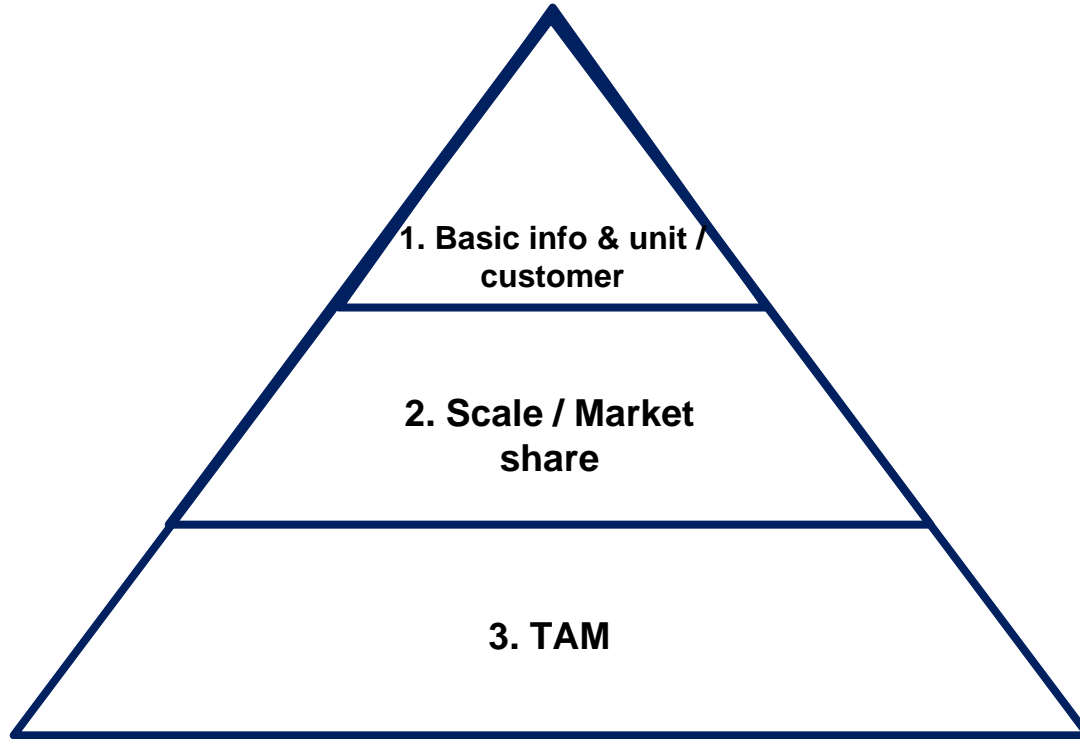 1. Basic info & unit /
customer
2. Scale / Market
share
3. TAM